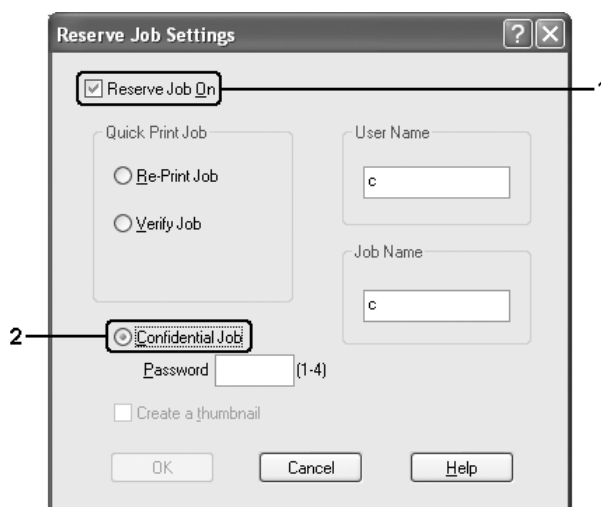 Reserve Job Settings
Reserve Job On
1
Quick Print Job
Re-Print Job
Verify Job
User Name
c
Job Name
c
2
Confidential Job
Password (1-4)
Create a thumbnail
OK Cancel Help